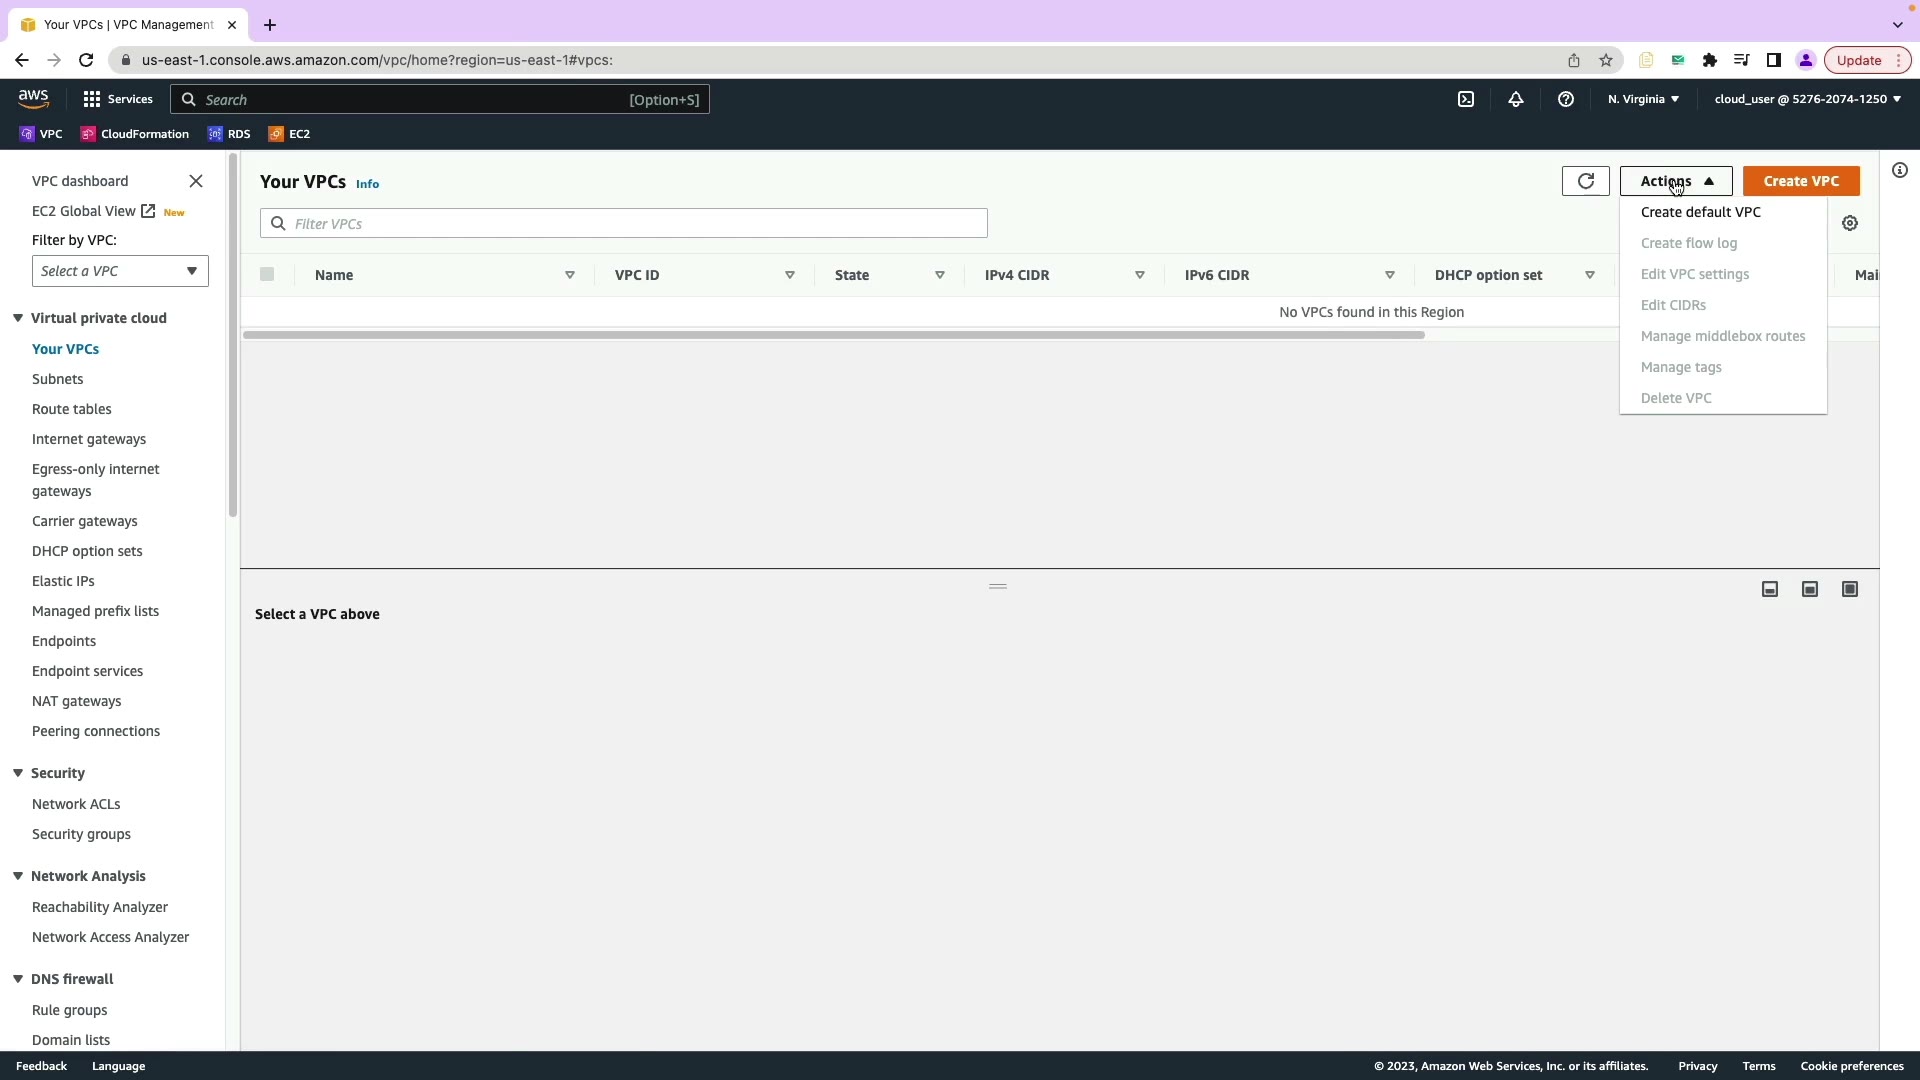 Your VPCs | VPC Management
us-east-1.console.aws.amazon.com/vpc/home?region=us-east-1#vpcs:
Update
aws
Services
Search
[Option+S]
N. Virginia
cloud_user @ 5276-2074-1250
VPC
CloudFormation
RDS
EC2
VPC dashboard
EC2 Global View
New
Filter by VPC:
Select a VPC
Virtual private cloud
Your VPCs
Subnets
Route tables
Internet gateways
Egress-only internet
gateways
Carrier gateways
DHCP option sets
Elastic IPs
Managed prefix lists
Endpoints
Endpoint services
NAT gateways
Peering connections
Security
Network ACLs
Security groups
Network Analysis
Reachability Analyzer
Network Access Analyzer
DNS firewall
Rule groups
Domain lists
Your VPCs
Info
Actions
Create VPC
Filter VPCs
Create default VPC
Create flow log
Edit VPC settings
Edit CIDRs
Manage middlebox routes
Manage tags
Delete VPC
Name
VPC ID
State
IPv4 CIDR
IPv6 CIDR
DHCP option set
Mai
No VPCs found in this Region
Select a VPC above
Feedback
Language
© 2023, Amazon Web Services, Inc. or its affiliates.
Privacy
Terms
Cookie preferences